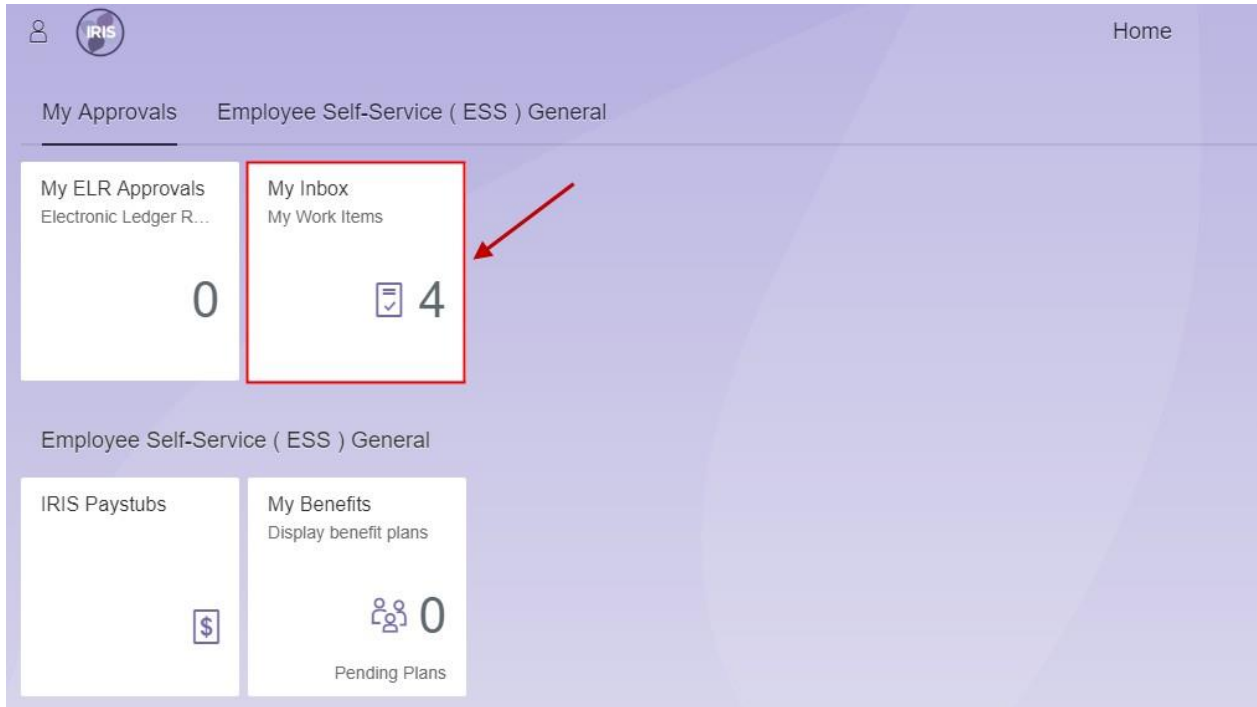 IRIS
Home
My Approvals Employee Self-Service ( ESS ) General
My ELR Approvals
Electronic Ledger R...
0
My Inbox
My Work Items
4
Employee Self-Service ( ESS ) General
IRIS Paystubs
$
My Benefits
Display benefit plans
0
Pending Plans